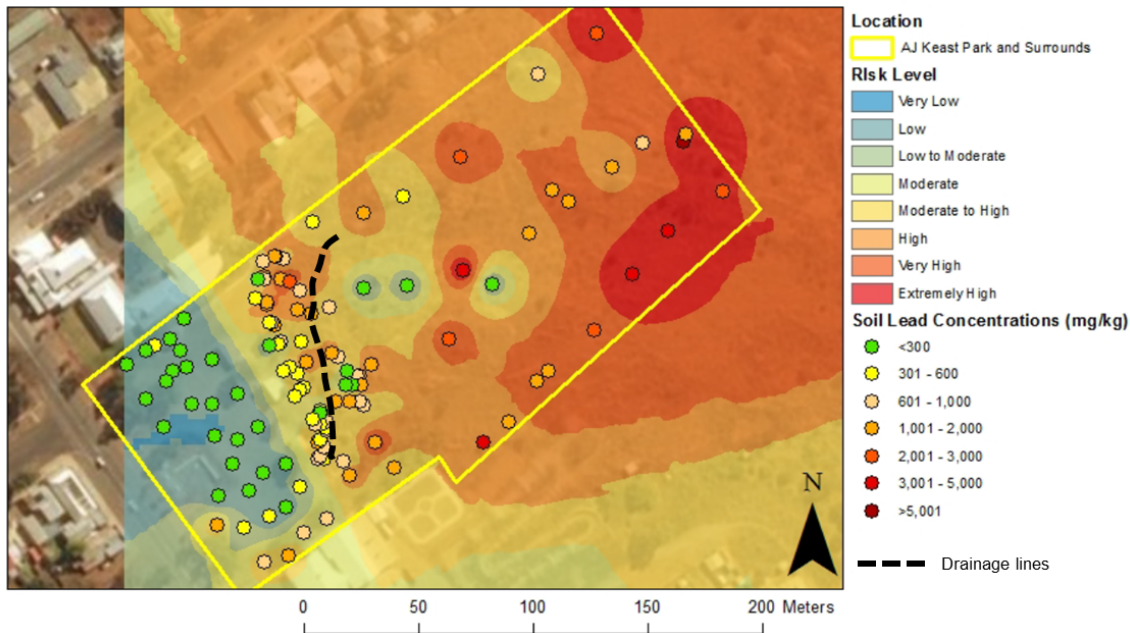 Location
AJ Keast Park and Surrounds
RIsk Level
Very Low
Low
Low to Moderate
Moderate
Moderate to High
High
Very High
Extremely High
Soil Lead Concentrations (mg/kg)
<300
301 - 600
601 - 1,000
1,001 - 2,000
2,001 - 3,000
3,001 - 5,000
>5,001
Drainage lines
N
0 50 100 150 200 Meters